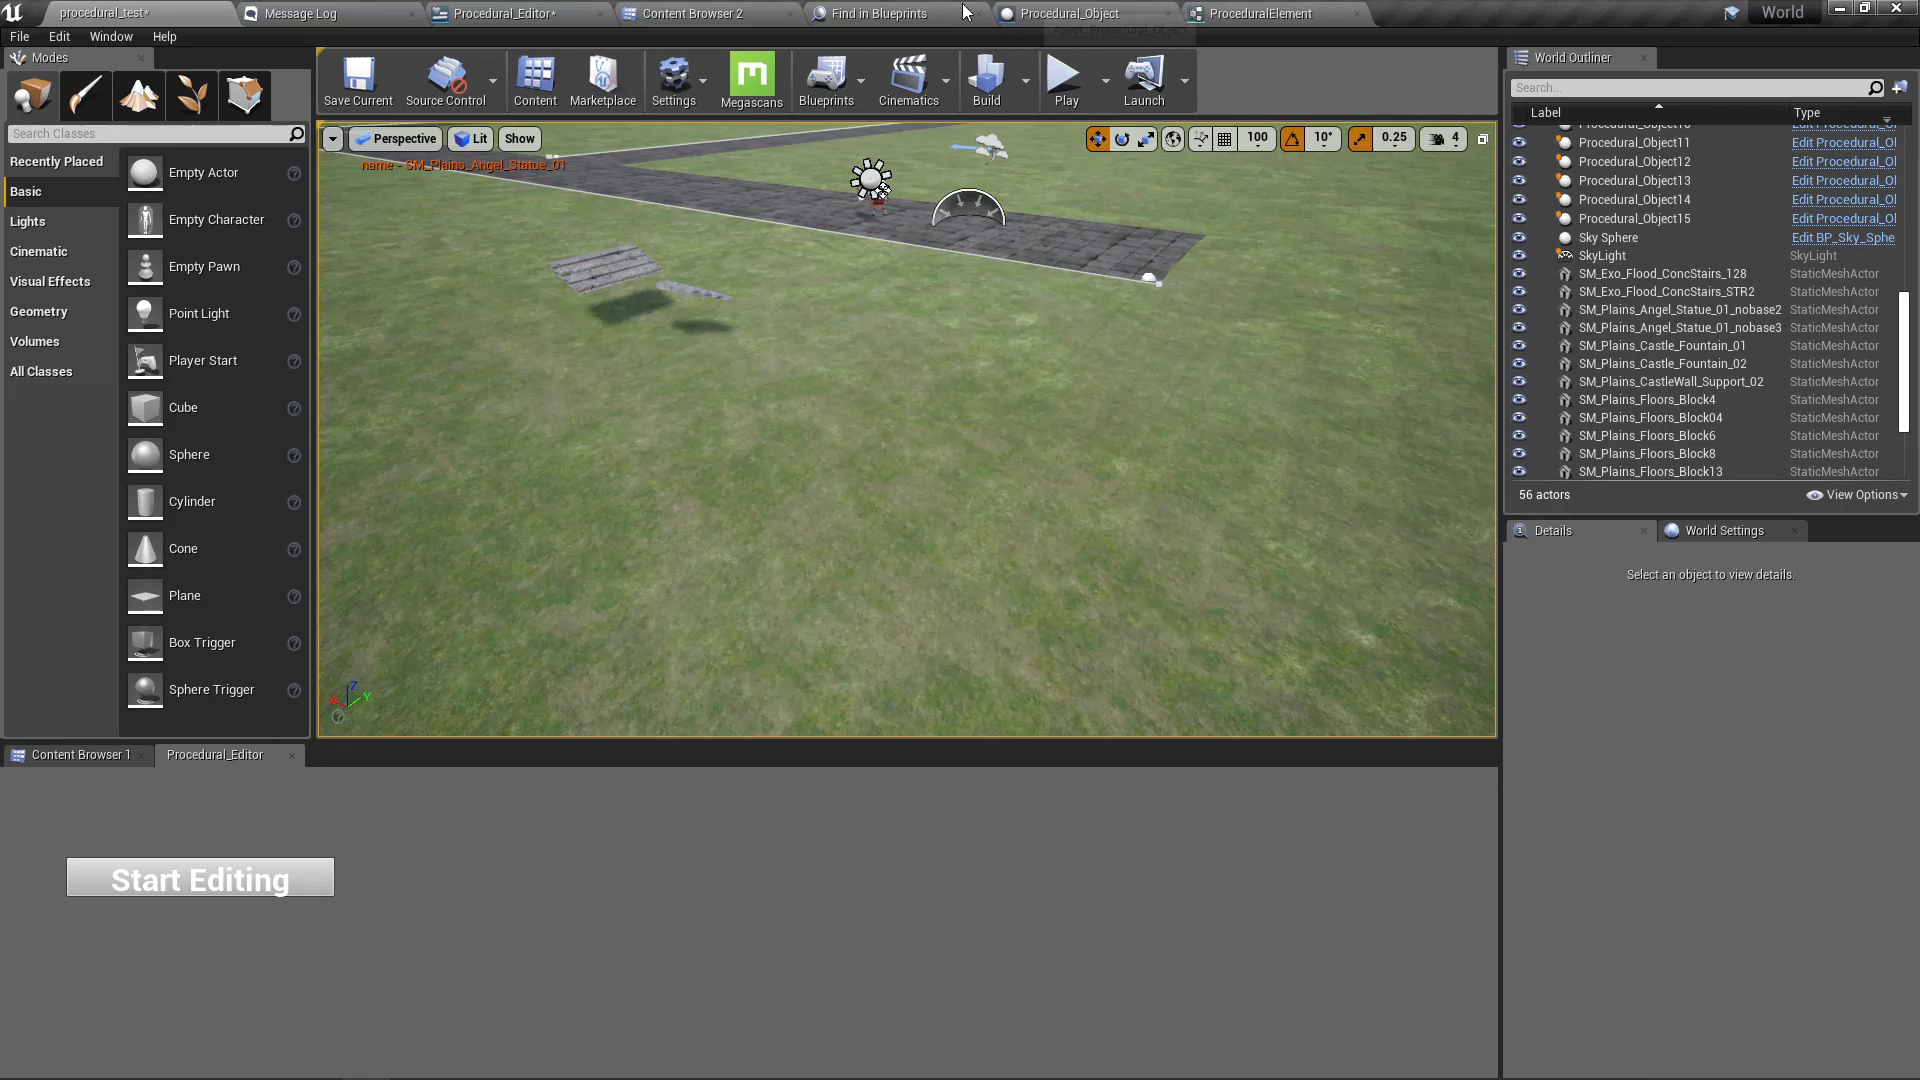 procedural_test*
Message Log
Procedural_Editor*
Content Browser 2
Find in Blueprints
Procedural_Object
ProceduralElement
World
File Edit Window Help
Modes
Search Classes
Recently Placed
Basic
Lights
Cinematic
Visual Effects
Geometry
Volumes
All Classes
Empty Actor
Empty Character
Empty Pawn
Point Light
Player Start
Cube
Sphere
Cylinder
Cone
Plane
Box Trigger
Sphere Trigger
Save Current
Source Control
Content
Marketplace
Settings
Megascans
Blueprints
Cinematics
Build
Play
Launch
Perspective
Lit
Show
100
10°
0.25
4
name - SM_Plains_Angel_Statue_01
X Z Y
World Outliner
Search...
Label Type
Procedural_Object11 Edit Procedural_Ol
Procedural_Object12 Edit Procedural_Ol
Procedural_Object13 Edit Procedural_Ol
Procedural_Object14 Edit Procedural_Ol
Procedural_Object15 Edit Procedural_Ol
Sky Sphere Edit BP_Sky_Sphe
SkyLight SkyLight
SM_Exo_Flood_ConcStairs_128 StaticMeshActor
SM_Exo_Flood_ConcStairs_STR2 StaticMeshActor
SM_Plains_Angel_Statue_01_nobase2 StaticMeshActor
SM_Plains_Angel_Statue_01_nobase3 StaticMeshActor
SM_Plains_Castle_Fountain_01 StaticMeshActor
SM_Plains_Castle_Fountain_02 StaticMeshActor
SM_Plains_CastleWall_Support_02 StaticMeshActor
SM_Plains_Floors_Block4 StaticMeshActor
SM_Plains_Floors_Block04 StaticMeshActor
SM_Plains_Floors_Block6 StaticMeshActor
SM_Plains_Floors_Block8 StaticMeshActor
SM_Plains_Floors_Block13 StaticMeshActor
56 actors
View Options
Details
World Settings
Select an object to view details.
Content Browser 1
Procedural_Editor
Start Editing